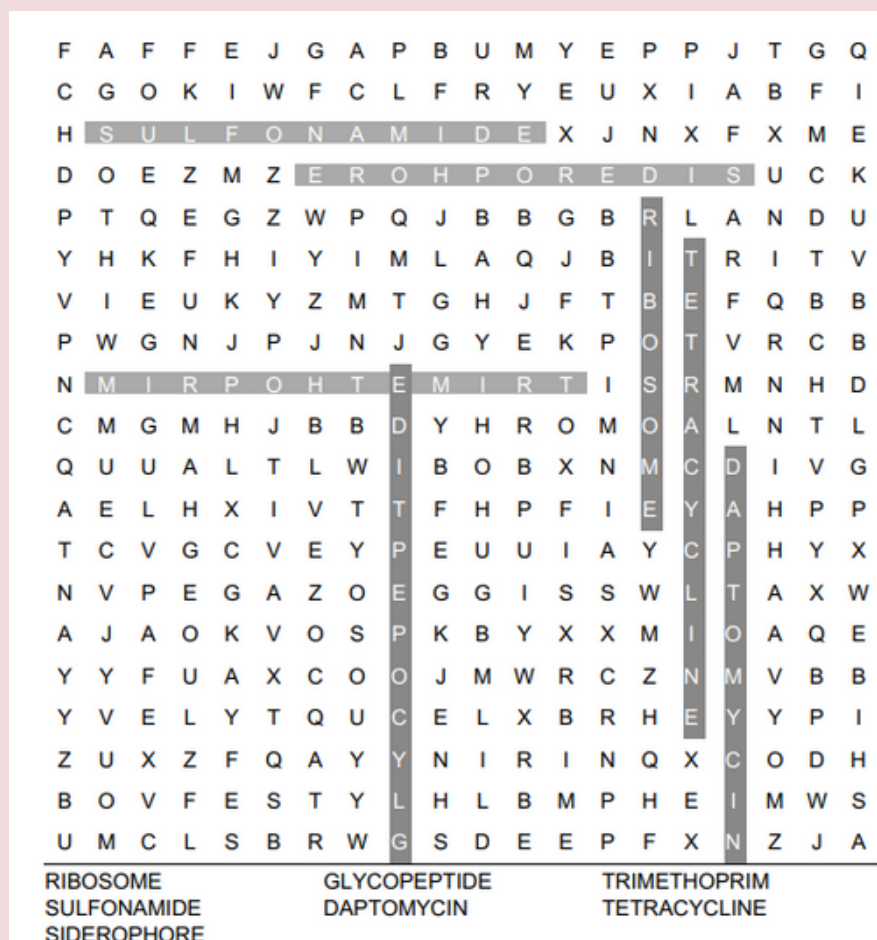 F A F F E J G A P B U M Y E P P J T G Q
C G O K I W F C L F R Y E U X I A B F I
H S U L F O N A M I D E X J N X F X M E
D O E Z M Z E R O H P O R E D I S U C K
P T Q E G Z W P Q J B B G B R L A N D U
Y H K F H I Y I M L A Q J B I T R I T V
V I E U K Y Z M T G H J F T B E F Q B B
P W G N J P J N J G Y E K P O T V R C B
N M I R P O H T E M I R T I S R M N H D
C M G M H J B B D Y H R O M O A L N T L
Q U U A L T L W I B O B X N M C D I V G
A E L H X I V T T F H P F I E Y A H P P
T C V G C V E Y P E U U I A Y C P H Y X
N V P E G A Z O E G G I S S W L T A X W
A J A O K V O S P K B Y X X M I O A Q E
Y Y F U A X C O O J M W R C Z N M V B B
Y V E L Y T Q U C E L X B R H E Y Y P I
Z U X Z F Q A Y Y N I R I N Q X C O D H
B O V F E S T Y L H L B M P H E I M W S
U M C L S B R W G S D E E P F X N Z J A
RIBOSOME GLYCOPEPTIDE TRIMETHOPRIM
SULFONAMIDE DAPTOMYCIN TETRACYCLINE
SIDEROPHORE